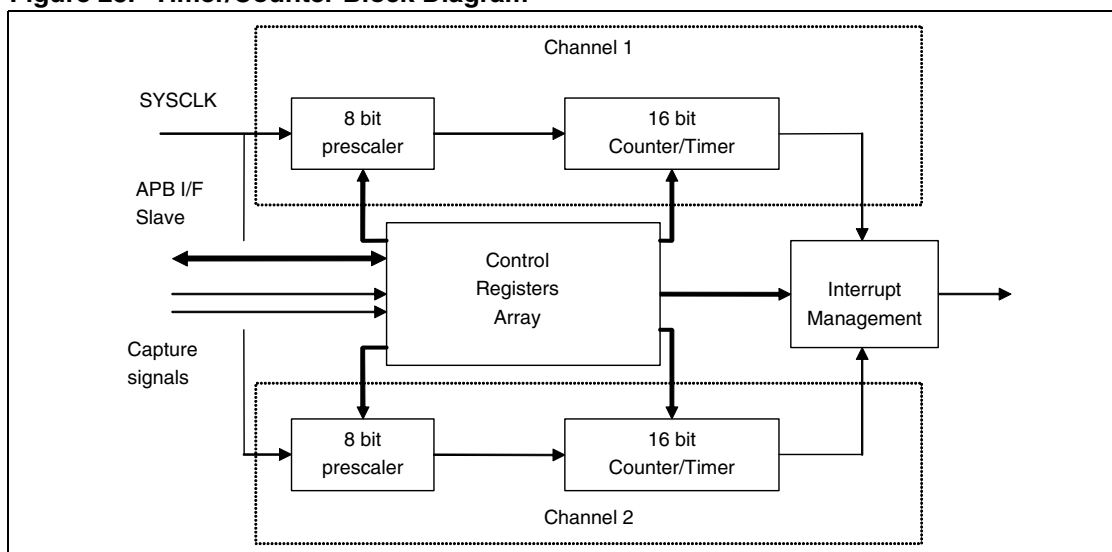 Figure Timer/Counter Block Diagram
Channel 1
SYSCLK
8 bit
prescaler
16 bit
Counter/Timer
APB I/F
Slave
Control
Registers
Array
Interrupt
Management
Capture
signals
8 bit
prescaler
16 bit
Counter/Timer
Channel 2